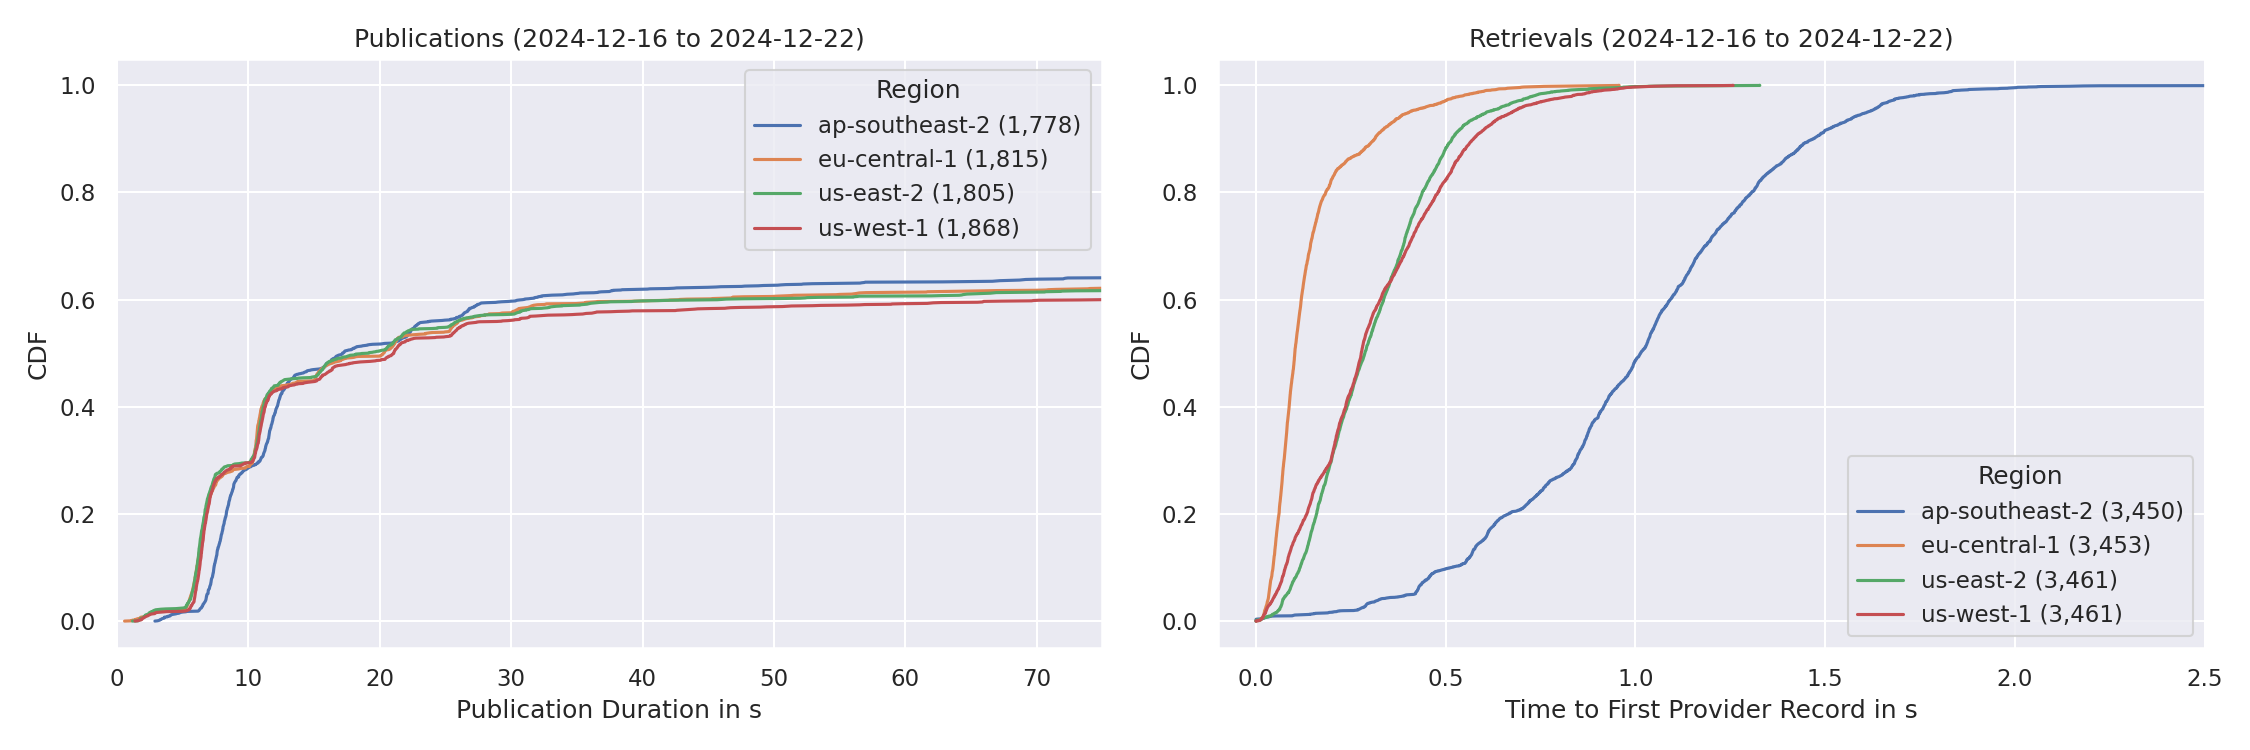 Publications (2024-12-16 to 2024-12-22)
CDF
1.0
0.8
0.6
0.4
0.2
0.0
Region
ap-southeast-2 (1,778)
eu-central-1 (1,815)
us-east-2 (1,805)
us-west-1 (1,868)
0 10 20 30 40 50 60 70
Publication Duration in s
Retrievals (2024-12-16 to 2024-12-22)
CDF
1.0
0.8
0.6
0.4
0.2
0.0
Region
ap-southeast-2 (3,450)
eu-central-1 (3,453)
us-east-2 (3,461)
us-west-1 (3,461)
0.0 0.5 1.0 1.5 2.0 2.5
Time to First Provider Record in s